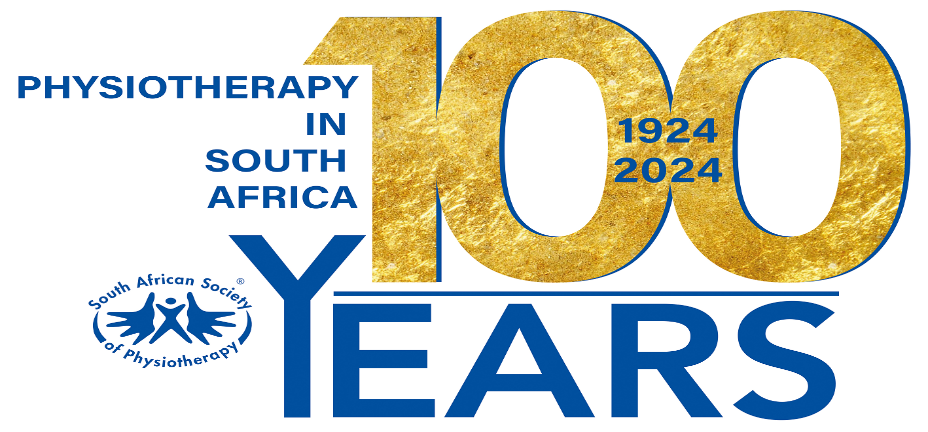 PHYSIOTHERAPY
IN
SOUTH
AFRICA
100
1924
2024
YEARS
South African Society®
of Physiotherapy